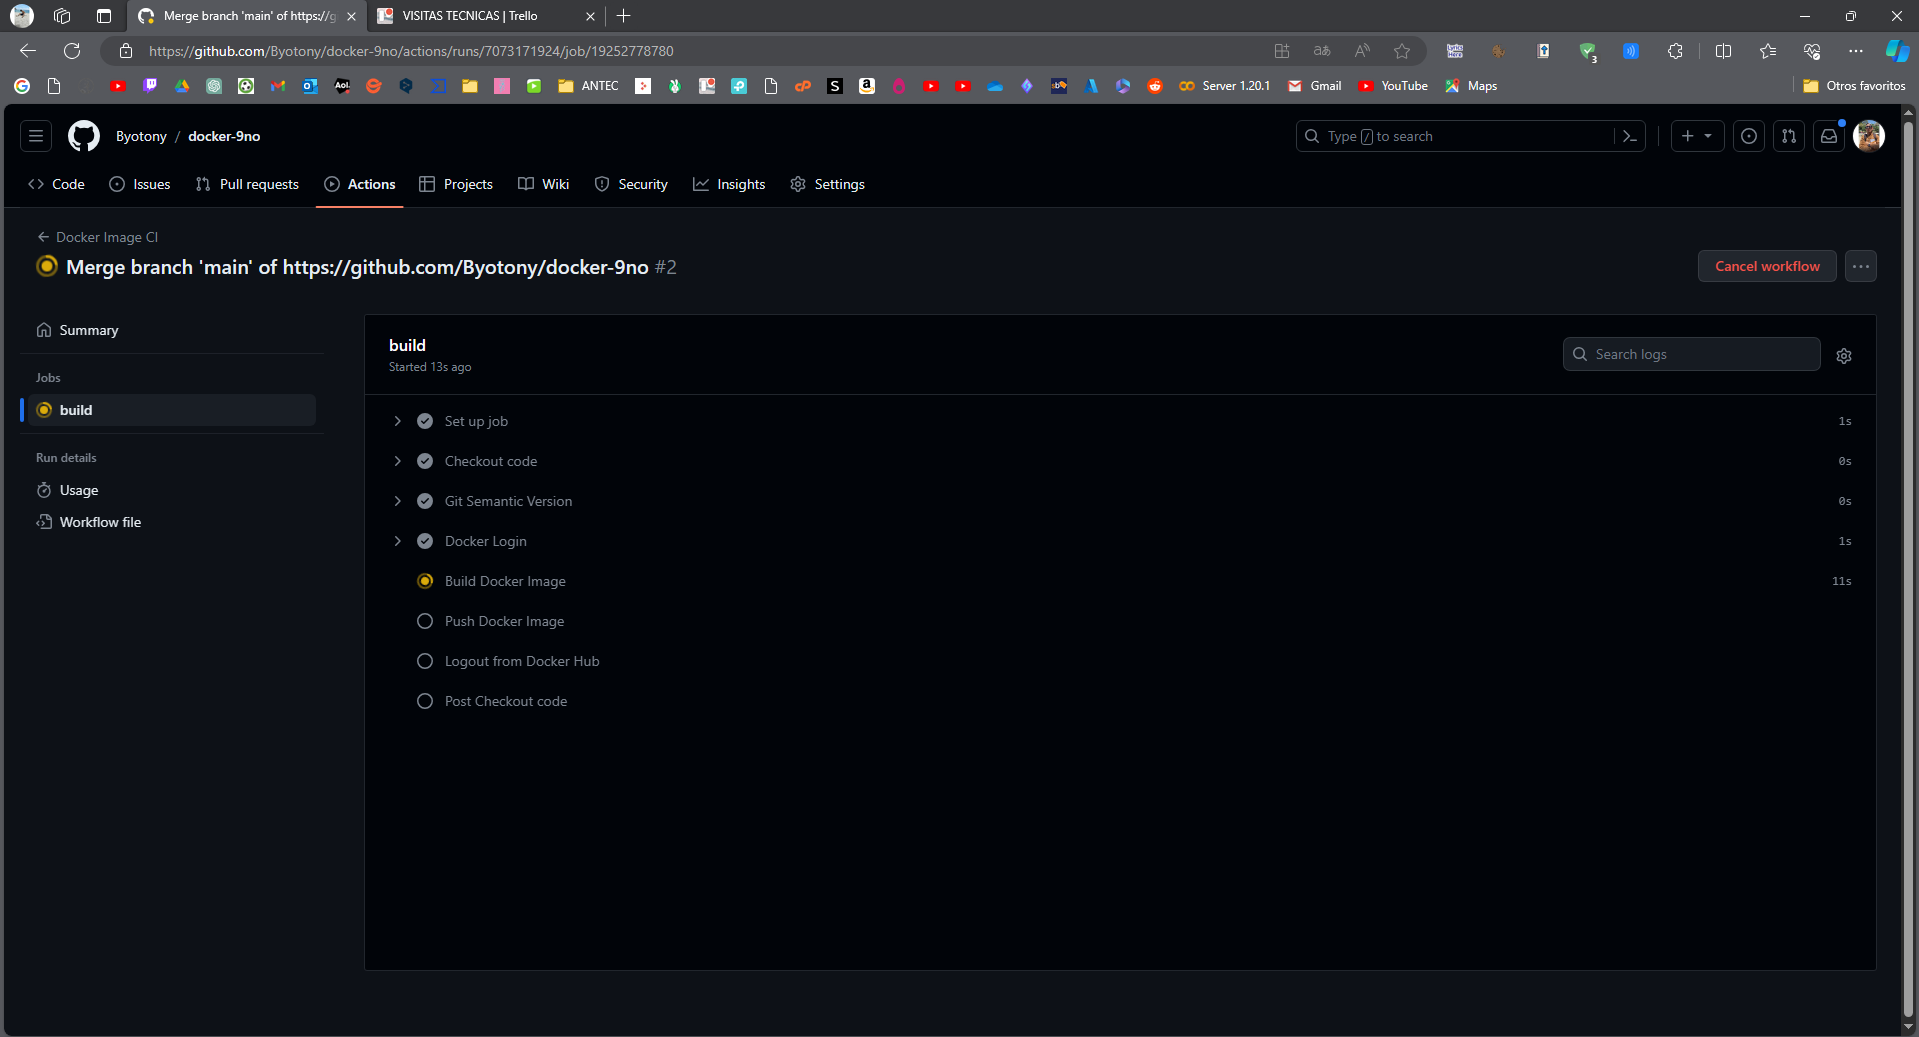 Merge branch 'main' of https://g
VISITAS TECNICAS | Trello
https://github.com/Byotony/docker-9no/actions/runs/7073171924/job/19252778780
3
Aol.
ANTEC
S
Server 1.20.1
Gmail
YouTube
Maps
Otros favoritos
Byotony / docker-9no
Type / to search
Code
Issues
Pull requests
Actions
Projects
Wiki
Security
Insights
Settings
Docker Image CI
Merge branch 'main' of https://github.com/Byotony/docker-9no #2
Cancel workflow
Summary
Jobs
build
Run details
Usage
Workflow file
build
Started 13s ago
Search logs
Set up job 1s
Checkout code 0s
Git Semantic Version 0s
Docker Login 1s
Build Docker Image 11s
Push Docker Image
Logout from Docker Hub
Post Checkout code